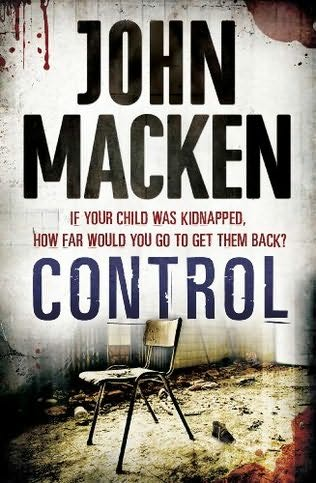 JOHN
MACKEN
IF YOUR CHILD WAS KIDNAPPED,
HOW FAR WOULD YOU GO TO GET THEM BACK?
CONTROL